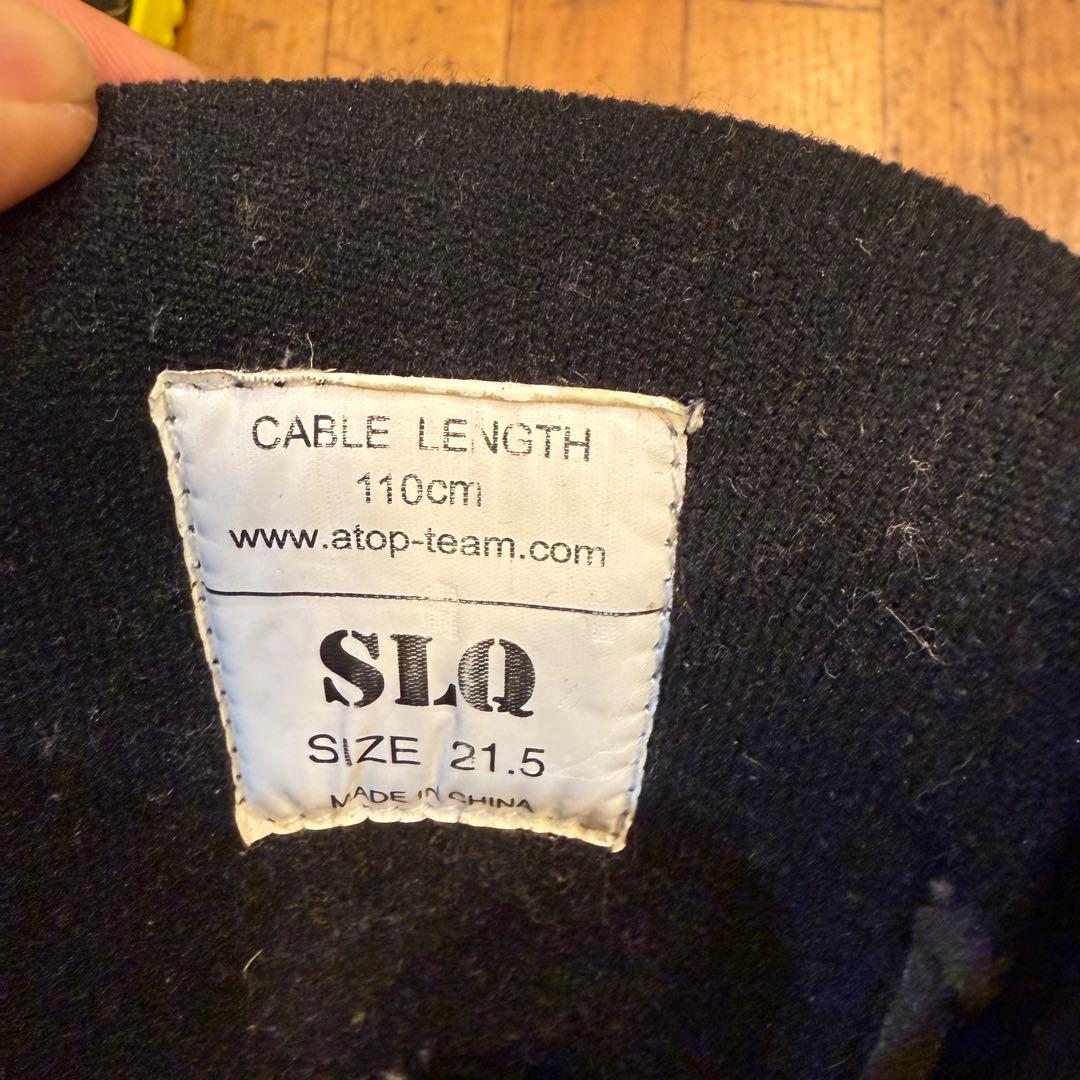 CABLE LENGTH
110cm
www.atop-team.com
SLQ
SIZE 21.5
MADE IN CHINA